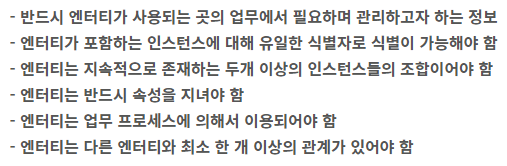 - 반드시 엔터티가 사용되는 곳의 업무에서 필요하며 관리하고자 하는 정보
- 엔터티가 포함하는 인스턴스에 대해 유일한 식별자로 식별이 가능해야 함
- 엔터티는 지속적으로 존재하는 두개 이상의 인스턴스들의 조합이어야 함
- 엔터티는 반드시 속성을 지녀야 함
- 엔터티는 업무 프로세스에 의해서 이용되어야 함
- 엔터티는 다른 엔터티와 최소 한 개 이상의 관계가 있어야 함